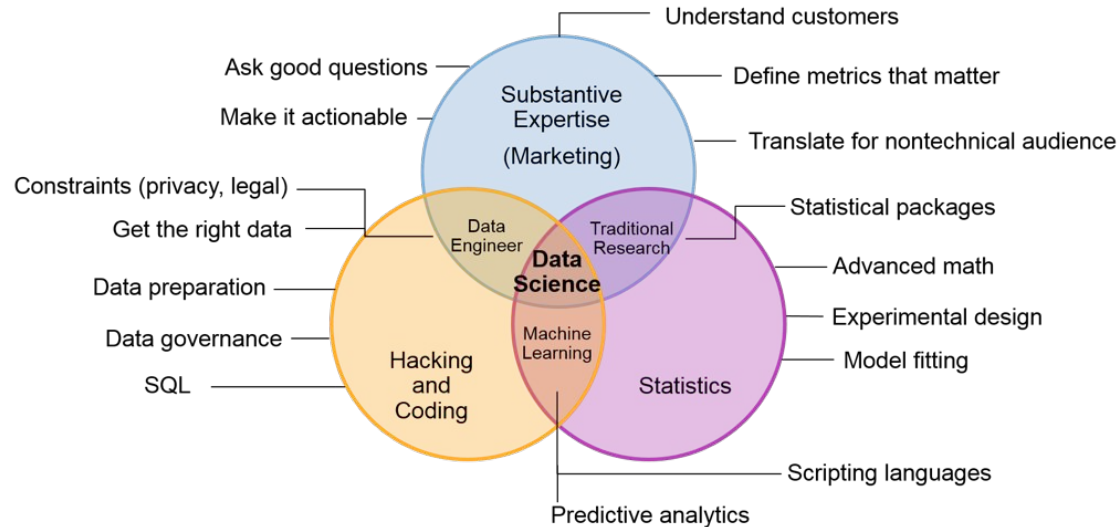 Understand customers
Ask good questions
Define metrics that matter
Substantive
Expertise
(Marketing)
Make it actionable
Translate for nontechnical audience
Constraints (privacy, legal)
Get the right data
Data
Engineer
Traditional
Research
Statistical packages
Data
Science
Advanced math
Data preparation
Experimental design
Data governance
Machine
Learning
Model fitting
SQL
Hacking
and
Coding
Statistics
Scripting languages
Predictive analytics